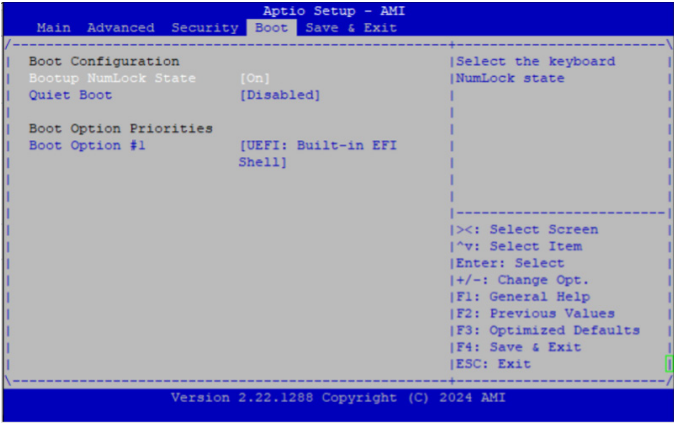 Aptio Setup - AMI
Main Advanced Security Boot Save & Exit
Boot Configuration
Bootup NumLock State [On]
Quiet Boot [Disabled]
Boot Option Priorities
Boot Option #1 [UEFI: Built-in EFI
Shell]
Select the keyboard
NumLock state
><: Select Screen
^v: Select Item
Enter: Select
+/-: Change Opt.
F1: General Help
F2: Previous Values
F3: Optimized Defaults
F4: Save & Exit
ESC: Exit
Version 2.22.1288 Copyright (C) 2024 AMI